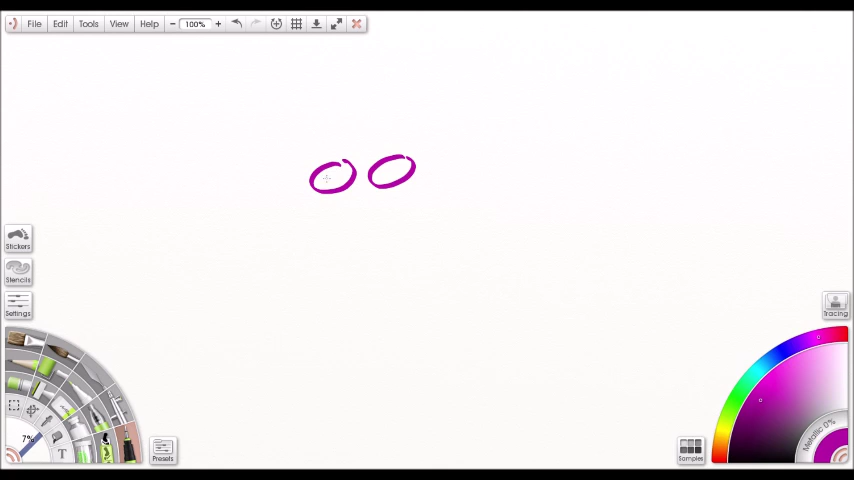 File Edit Tools View Help − 100% +
Stickers
Stencils
Settings
Tracing
7%
T
Presets
Samples
Metallic 0%